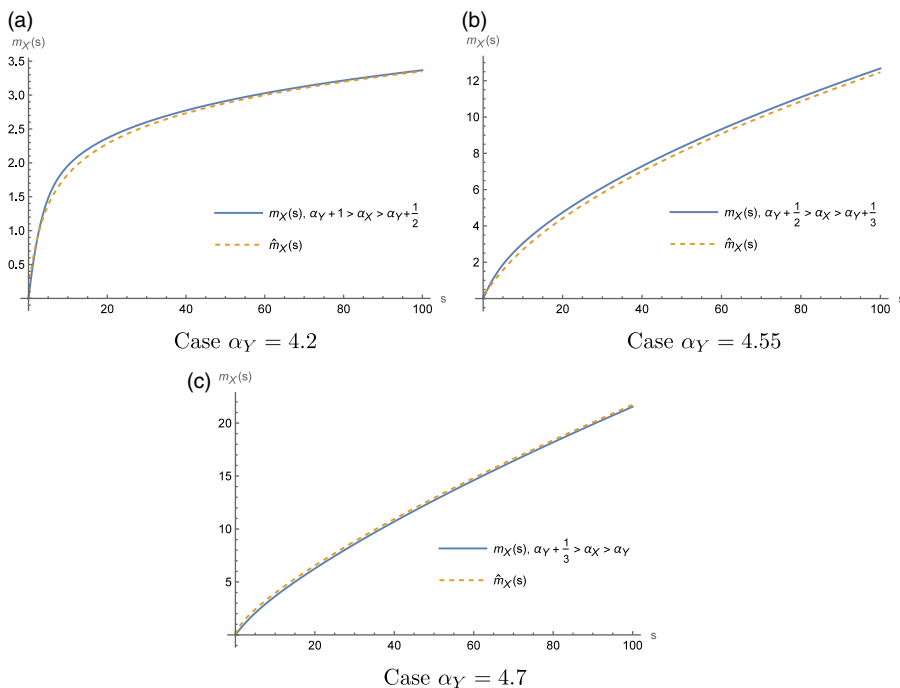 (a)
m_X(s)
3.5
3.0
2.5
2.0
1.5
1.0
0.5
20 40 60 80 100 s
m_X(s), α_Y + 1 > α_X > α_Y + 1/2
m̂_X(s)
Case α_Y = 4.2
(b)
m_X(s)
12
10
8
6
4
2
20 40 60 80 100 s
m_X(s), α_Y + 1/2 > α_X > α_Y + 1/3
m̂_X(s)
Case α_Y = 4.55
(c)
m_X(s)
20
15
10
5
20 40 60 80 100 s
m_X(s), α_Y + 1/3 > α_X > α_Y
m̂_X(s)
Case α_Y = 4.7